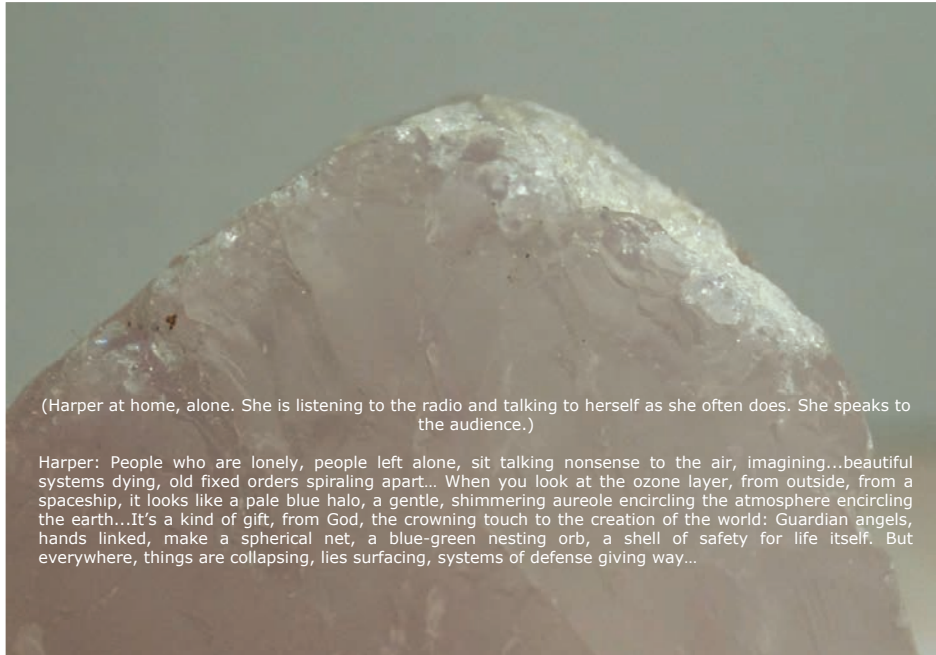 (Harper at home, alone. She is listening to the radio and talking to herself as she often does. She speaks to
the audience.)
Harper: People who are lonely, people left alone, sit talking nonsense to the air, imagining...beautiful
systems dying, old fixed orders spiraling apart… When you look at the ozone layer, from outside, from a
spaceship, it looks like a pale blue halo, a gentle, shimmering aureole encircling the atmosphere encircling
the earth...It’s a kind of gift, from God, the crowning touch to the creation of the world: Guardian angels,
hands linked, make a spherical net, a blue-green nesting orb, a shell of safety for life itself. But
everywhere, things are collapsing, lies surfacing, systems of defense giving way…